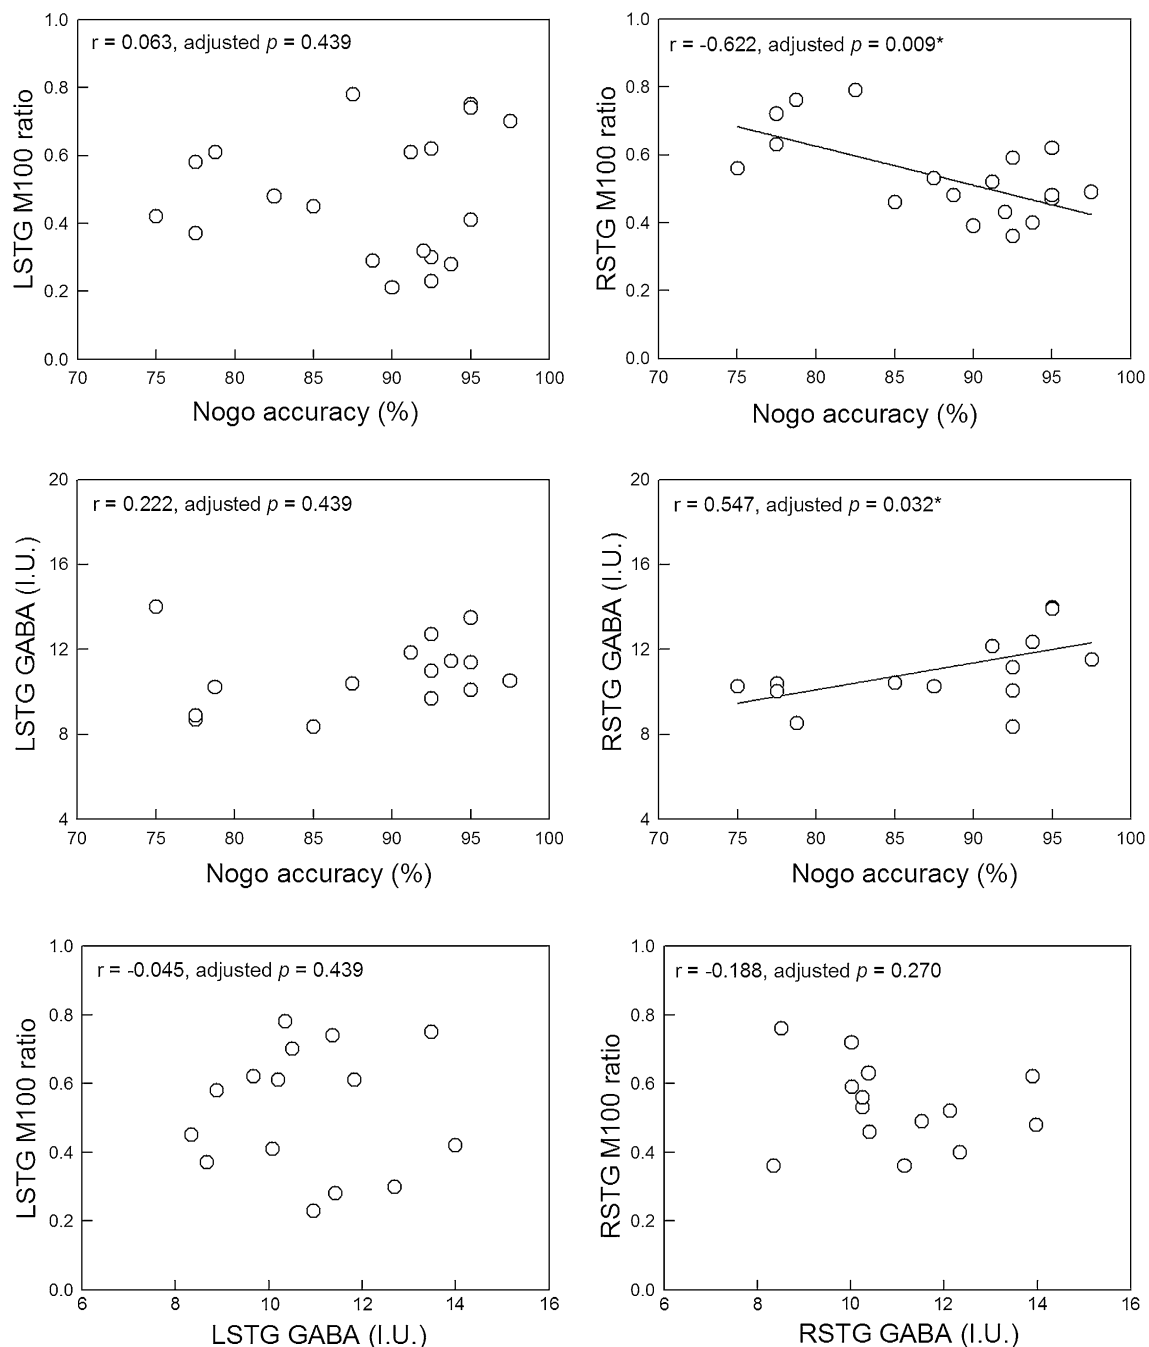 r = 0.063, adjusted p = 0.439
LSTG M100 ratio
1.0
0.8
0.6
0.4
0.2
0.0
70 75 80 85 90 95 100
Nogo accuracy (%)
r = -0.622, adjusted p = 0.009*
RSTG M100 ratio
1.0
0.8
0.6
0.4
0.2
0.0
70 75 80 85 90 95 100
Nogo accuracy (%)
r = 0.222, adjusted p = 0.439
LSTG GABA (I.U.)
20
16
12
8
4
70 75 80 85 90 95 100
Nogo accuracy (%)
r = 0.547, adjusted p = 0.032*
RSTG GABA (I.U.)
20
16
12
8
4
70 75 80 85 90 95 100
Nogo accuracy (%)
r = -0.045, adjusted p = 0.439
LSTG M100 ratio
1.0
0.8
0.6
0.4
0.2
0.0
6 8 10 12 14 16
LSTG GABA (I.U.)
r = -0.188, adjusted p = 0.270
RSTG M100 ratio
1.0
0.8
0.6
0.4
0.2
0.0
6 8 10 12 14 16
RSTG GABA (I.U.)